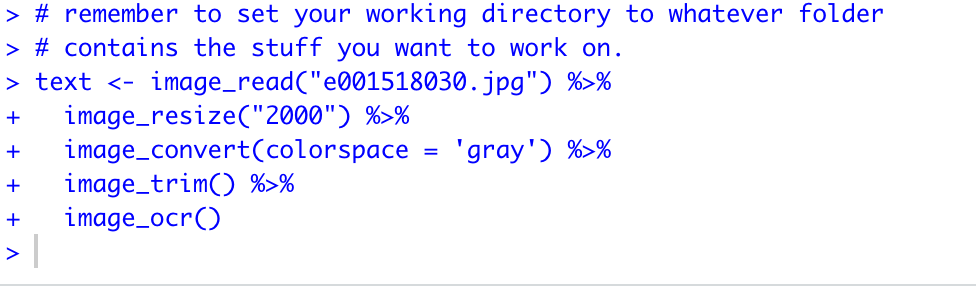 > # remember to set your working directory to whatever folder
> # contains the stuff you want to work on.
> text <- image_read("e001518030.jpg") %>%
+   image_resize("2000") %>%
+   image_convert(colorspace = 'gray') %>%
+   image_trim() %>%
+   image_ocr()
>